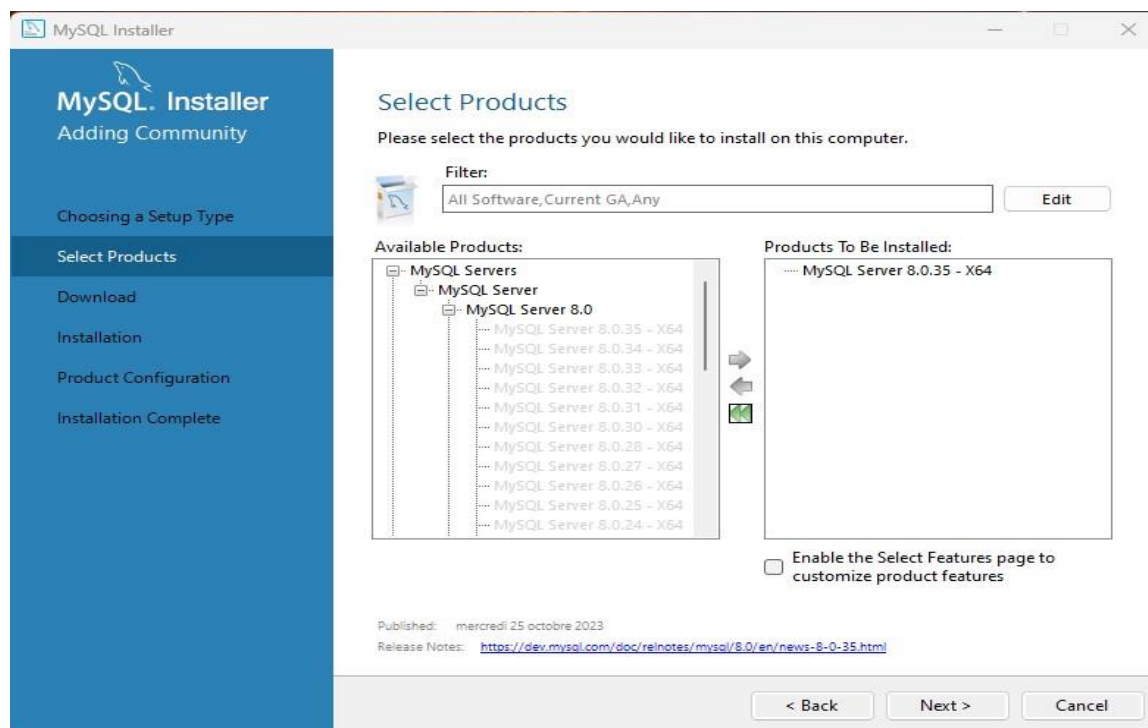 MySQL Installer
MySQL. Installer
Adding Community
Choosing a Setup Type
Select Products
Download
Installation
Product Configuration
Installation Complete
Select Products
Please select the products you would like to install on this computer.
Filter:
All Software,Current GA,Any
Edit
Available Products:
MySQL Servers
MySQL Server
MySQL Server 8.0
MySQL Server 8.0.35 - X64
MySQL Server 8.0.34 - X64
MySQL Server 8.0.33 - X64
MySQL Server 8.0.32 - X64
MySQL Server 8.0.31 - X64
MySQL Server 8.0.30 - X64
MySQL Server 8.0.28 - X64
MySQL Server 8.0.27 - X64
MySQL Server 8.0.26 - X64
MySQL Server 8.0.25 - X64
MySQL Server 8.0.24 - X64
Products To Be Installed:
MySQL Server 8.0.35 - X64
Enable the Select Features page to
customize product features
Published: mercredi 25 octobre 2023
Release Notes: https://dev.mysql.com/doc/relnotes/mysql/8.0/en/news-8-0-35.html
< Back
Next >
Cancel